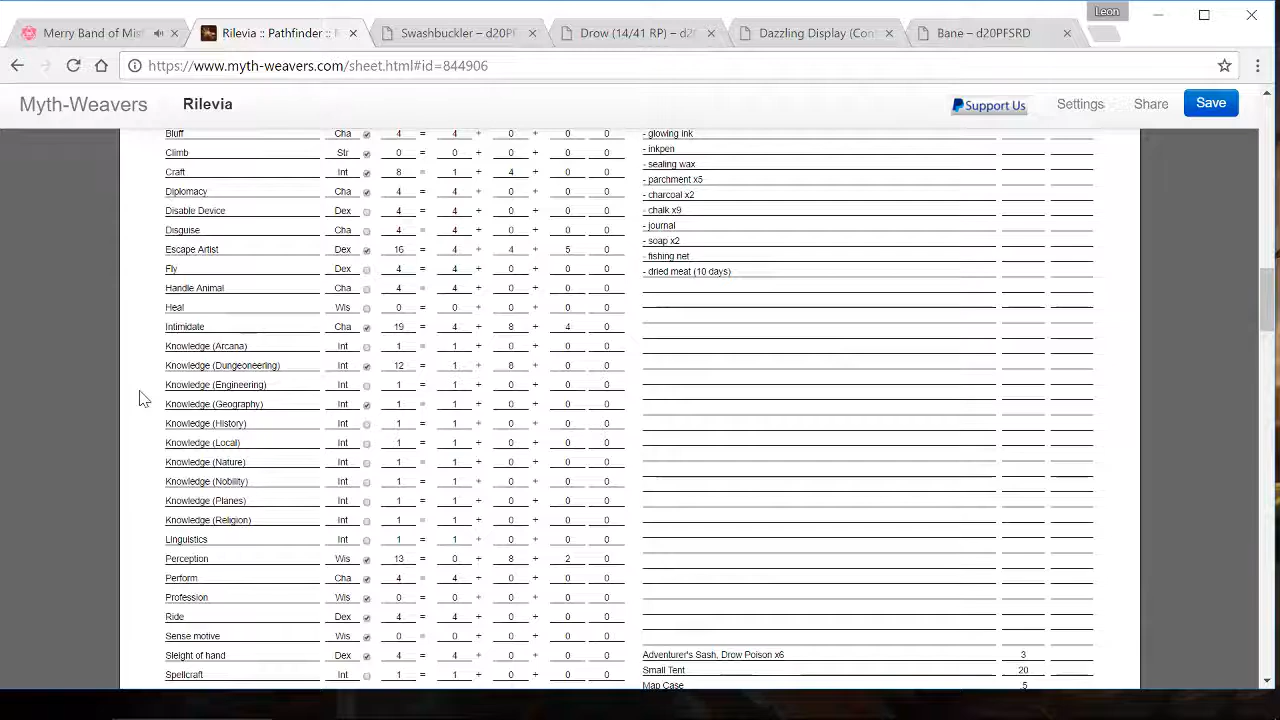 Leon
Merry Band of Mis
Rilevia :: Pathfinder ::
Swashbuckler – d20PF
Drow (14/41 RP) – d2
Dazzling Display (Con
Bane – d20PFSRD
https://www.myth-weavers.com/sheet.html#id=844906
Myth-Weavers Rilevia Support Us Settings Share Save
Bluff Cha 4 = 4 + 0 + 0 0 - glowing ink
Climb Str 0 = 0 + 0 + 0 0 - inkpen
- sealing wax
Craft Int 8 = 1 + 4 + 0 0 - parchment x5
Diplomacy Cha 4 = 4 + 0 + 0 0 - charcoal x2
Disable Device Dex 4 = 4 + 0 + 0 0 - chalk x9
Disguise Cha 4 = 4 + 0 + 0 0 - journal
- soap x2
Escape Artist Dex 16 = 4 + 4 + 5 0 - fishing net
Fly Dex 4 = 4 + 0 + 0 0 - dried meat (10 days)
Handle Animal Cha 4 = 4 + 0 + 0 0
Heal Wis 0 = 0 + 0 + 0 0
Intimidate Cha 19 = 4 + 8 + 4 0
Knowledge (Arcana) Int 1 = 1 + 0 + 0 0
Knowledge (Dungeoneering) Int 12 = 1 + 8 + 0 0
Knowledge (Engineering) Int 1 = 1 + 0 + 0 0
Knowledge (Geography) Int 1 = 1 + 0 + 0 0
Knowledge (History) Int 1 = 1 + 0 + 0 0
Knowledge (Local) Int 1 = 1 + 0 + 0 0
Knowledge (Nature) Int 1 = 1 + 0 + 0 0
Knowledge (Nobility) Int 1 = 1 + 0 + 0 0
Knowledge (Planes) Int 1 = 1 + 0 + 0 0
Knowledge (Religion) Int 1 = 1 + 0 + 0 0
Linguistics Int 1 = 1 + 0 + 0 0
Perception Wis 13 = 0 + 8 + 2 0
Perform Cha 4 = 4 + 0 + 0 0
Profession Wis 0 = 0 + 0 + 0 0
Ride Dex 4 = 4 + 0 + 0 0
Sense motive Wis 0 = 0 + 0 + 0 0
Sleight of hand Dex 4 = 4 + 0 + 0 0 Adventurer's Sash, Drow Poison x6 3
Small Tent 20
Spellcraft Int 1 = 1 + 0 + 0 0 Map Case .5